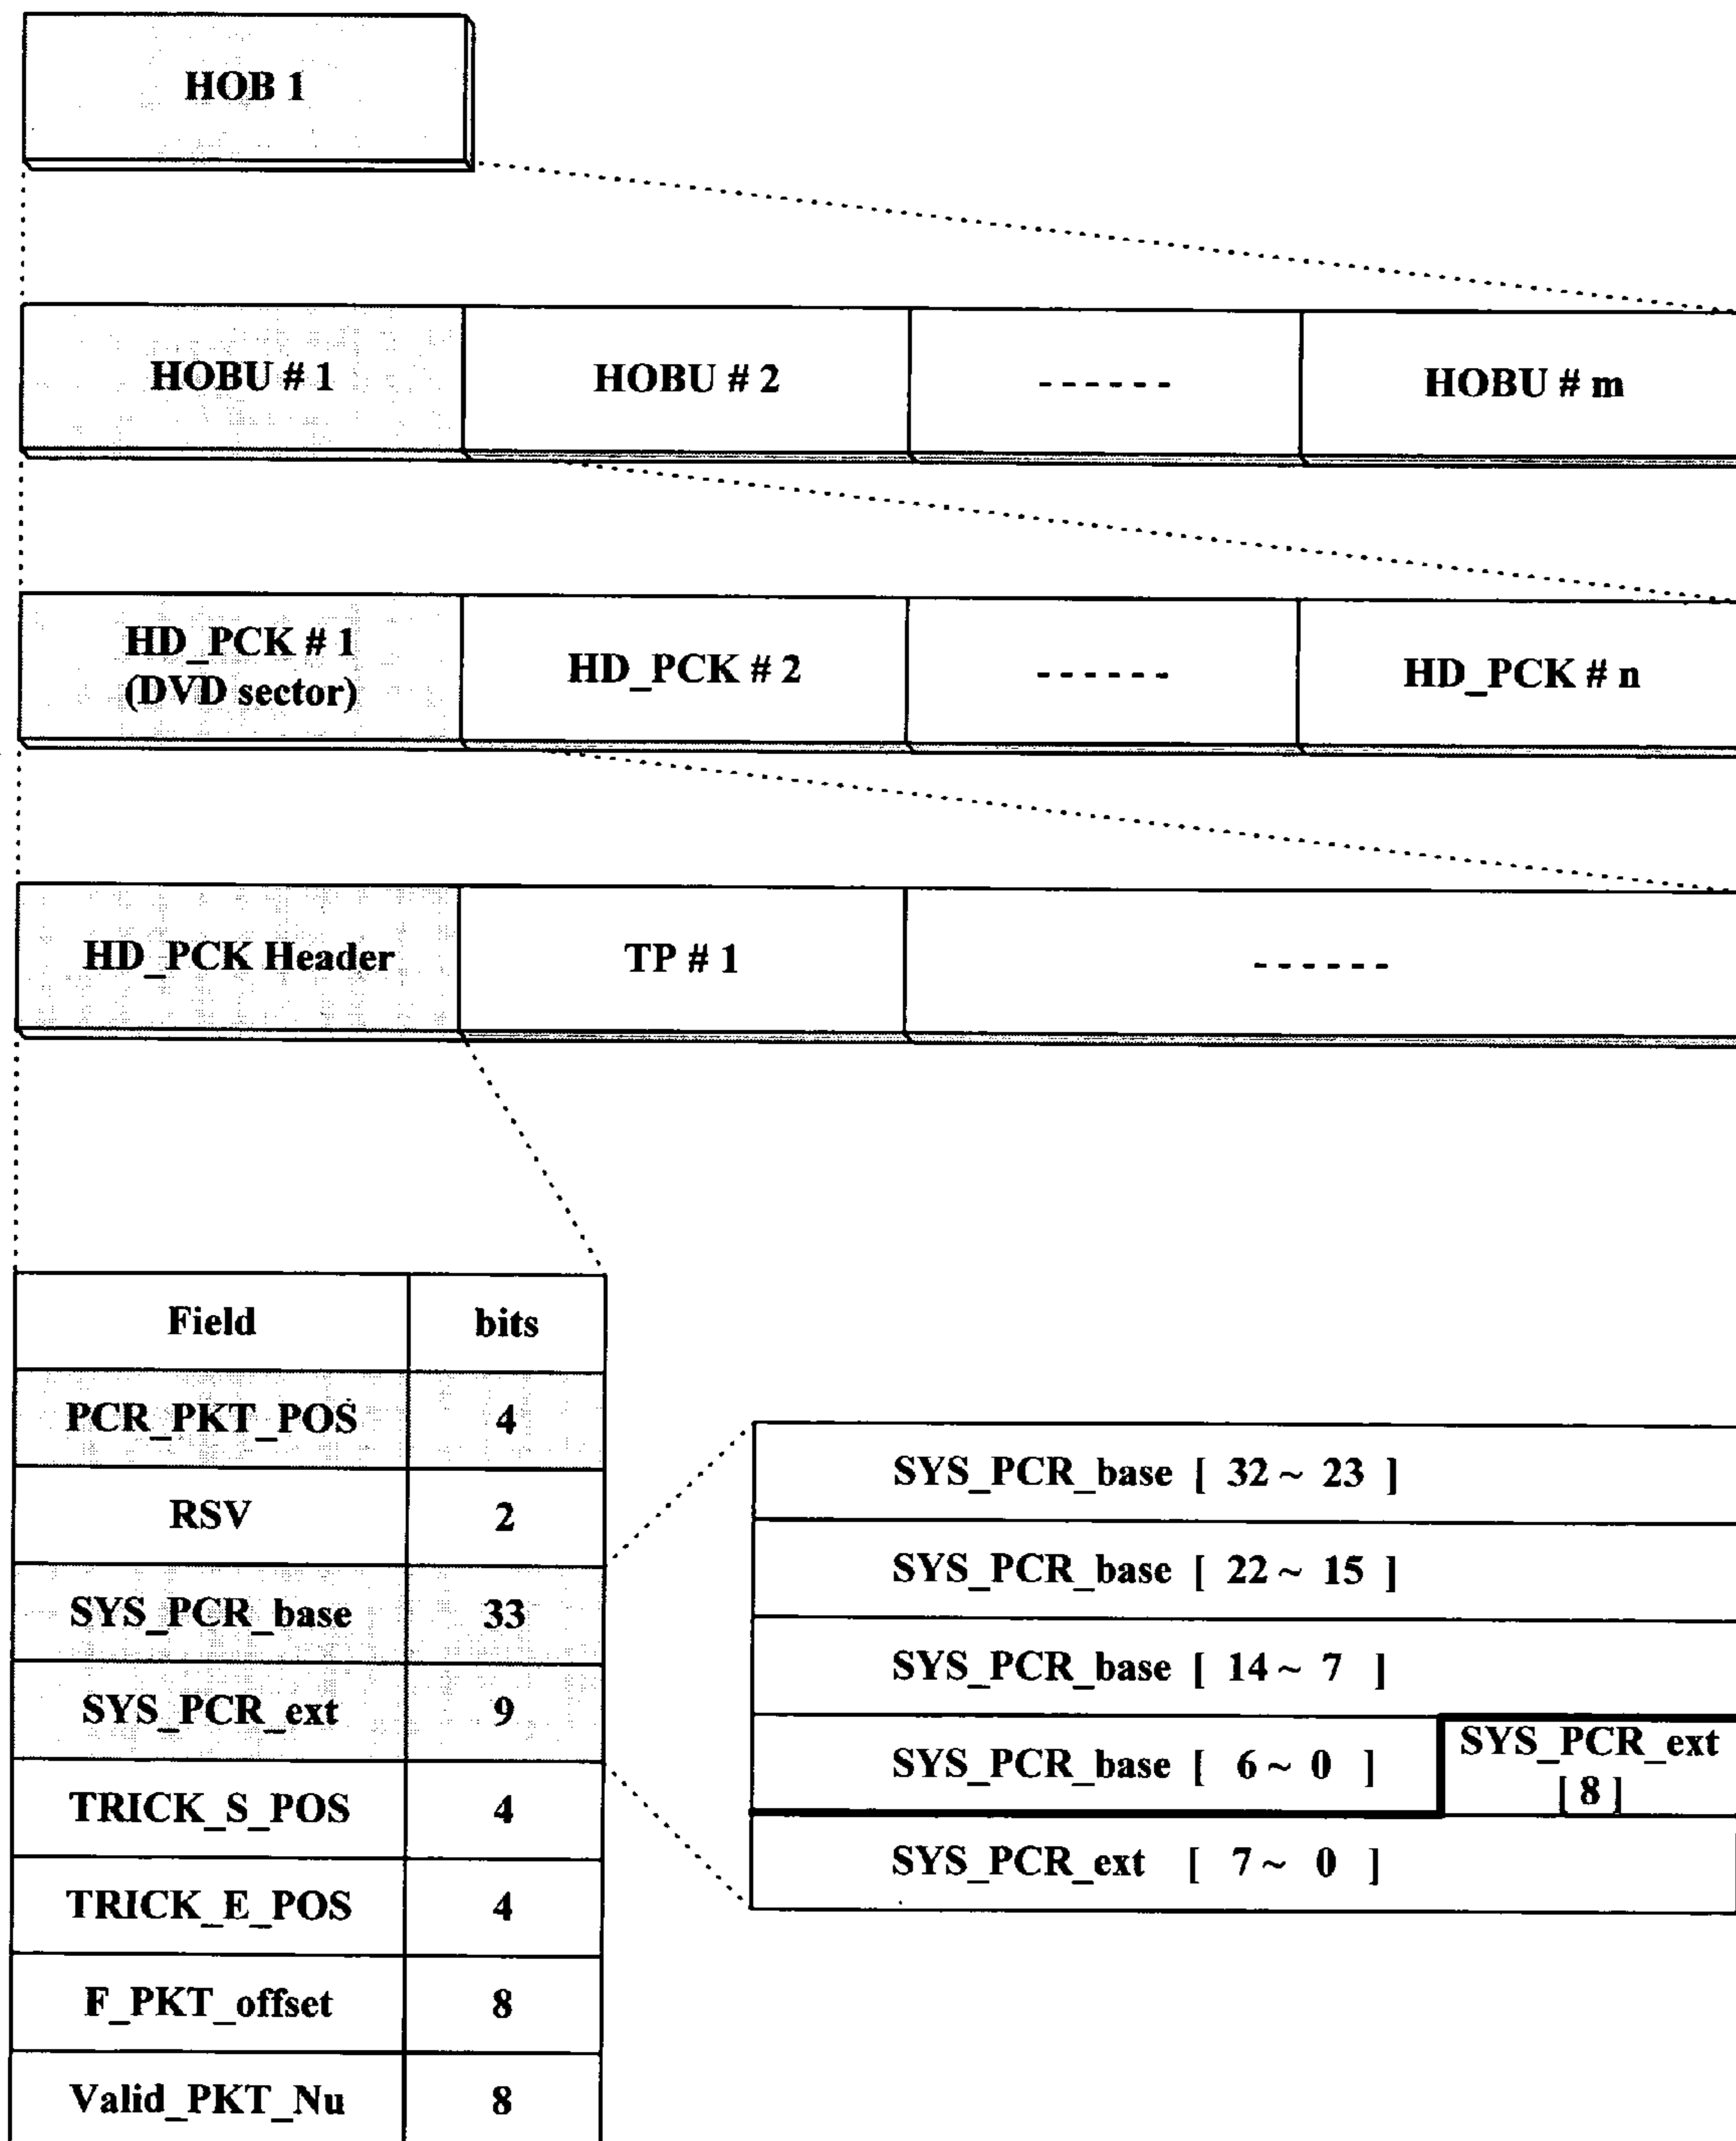 HOB 1
HOBU # 1 HOBU # 2 ------ HOBU # m
HD_PCK # 1
(DVD sector) HD_PCK # 2 ------ HD_PCK # n
HD_PCK Header TP # 1 ------
Field bits
PCR_PKT_POS 4
RSV 2
SYS_PCR_base 33
SYS_PCR_ext 9
TRICK_S_POS 4
TRICK_E_POS 4
F_PKT_offset 8
Valid_PKT_Nu 8
SYS_PCR_base [ 32 ~ 23 ]
SYS_PCR_base [ 22 ~ 15 ]
SYS_PCR_base [ 14 ~ 7 ]
SYS_PCR_base [ 6 ~ 0 ] SYS_PCR_ext
[ 8 ]
SYS_PCR_ext [ 7 ~ 0 ]